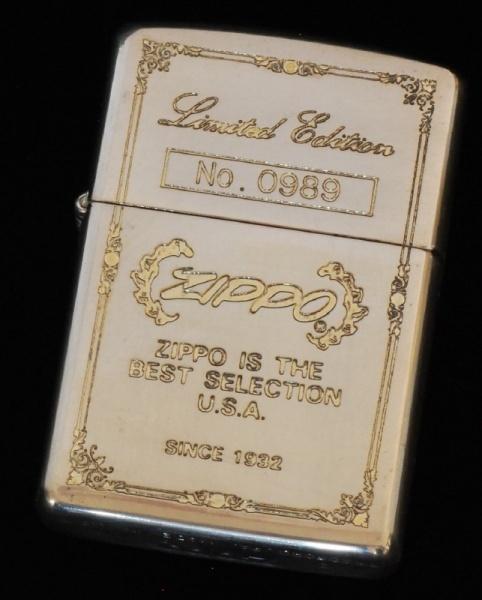 Limited Edition
No. 0989
ZIPPO
®
ZIPPO IS THE
BEST SELECTION
U.S.A.
SINCE 1932